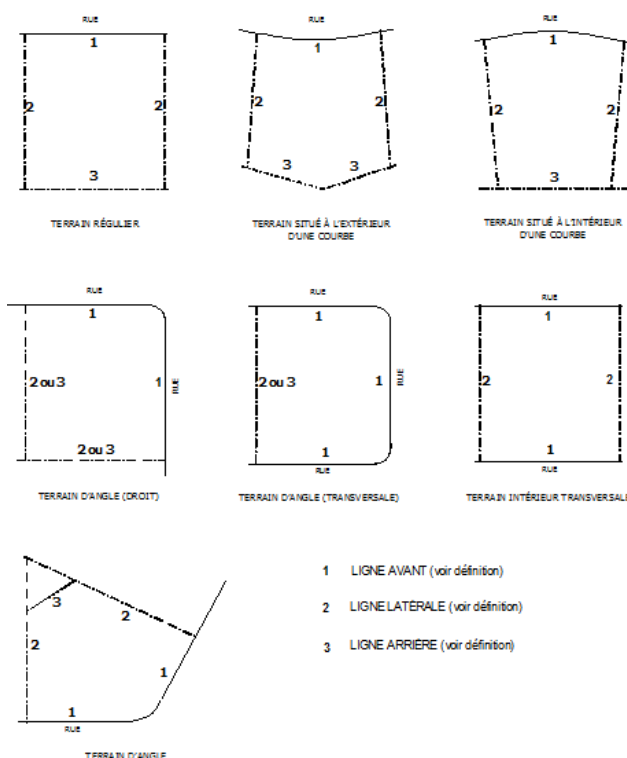 RUE
1
2
2
3
TERRAIN RÉGULIER
RUE
1
2
2
3
3
TERRAIN SITUÉ À L'EXTÉRIEUR
D'UNE COURBE
RUE
1
2
2
3
TERRAIN SITUÉ À L'INTÉRIEUR
D'UNE COURBE
RUE
1
2 ou 3
1
RUE
2 ou 3
TERRAIN D'ANGLE (DROIT)
RUE
1
2 ou 3
1
RUE
1
RUE
TERRAIN D'ANGLE (TRANSVERSALE)
RUE
1
2
2
1
RUE
TERRAIN INTÉRIEUR TRANSVERSALE
3
2
2
1
1
RUE
TERRAIN D'ANGLE
1 LIGNE AVANT (voir définition)
2 LIGNE LATÉRALE (voir définition)
3 LIGNE ARRIÈRE (voir définition)